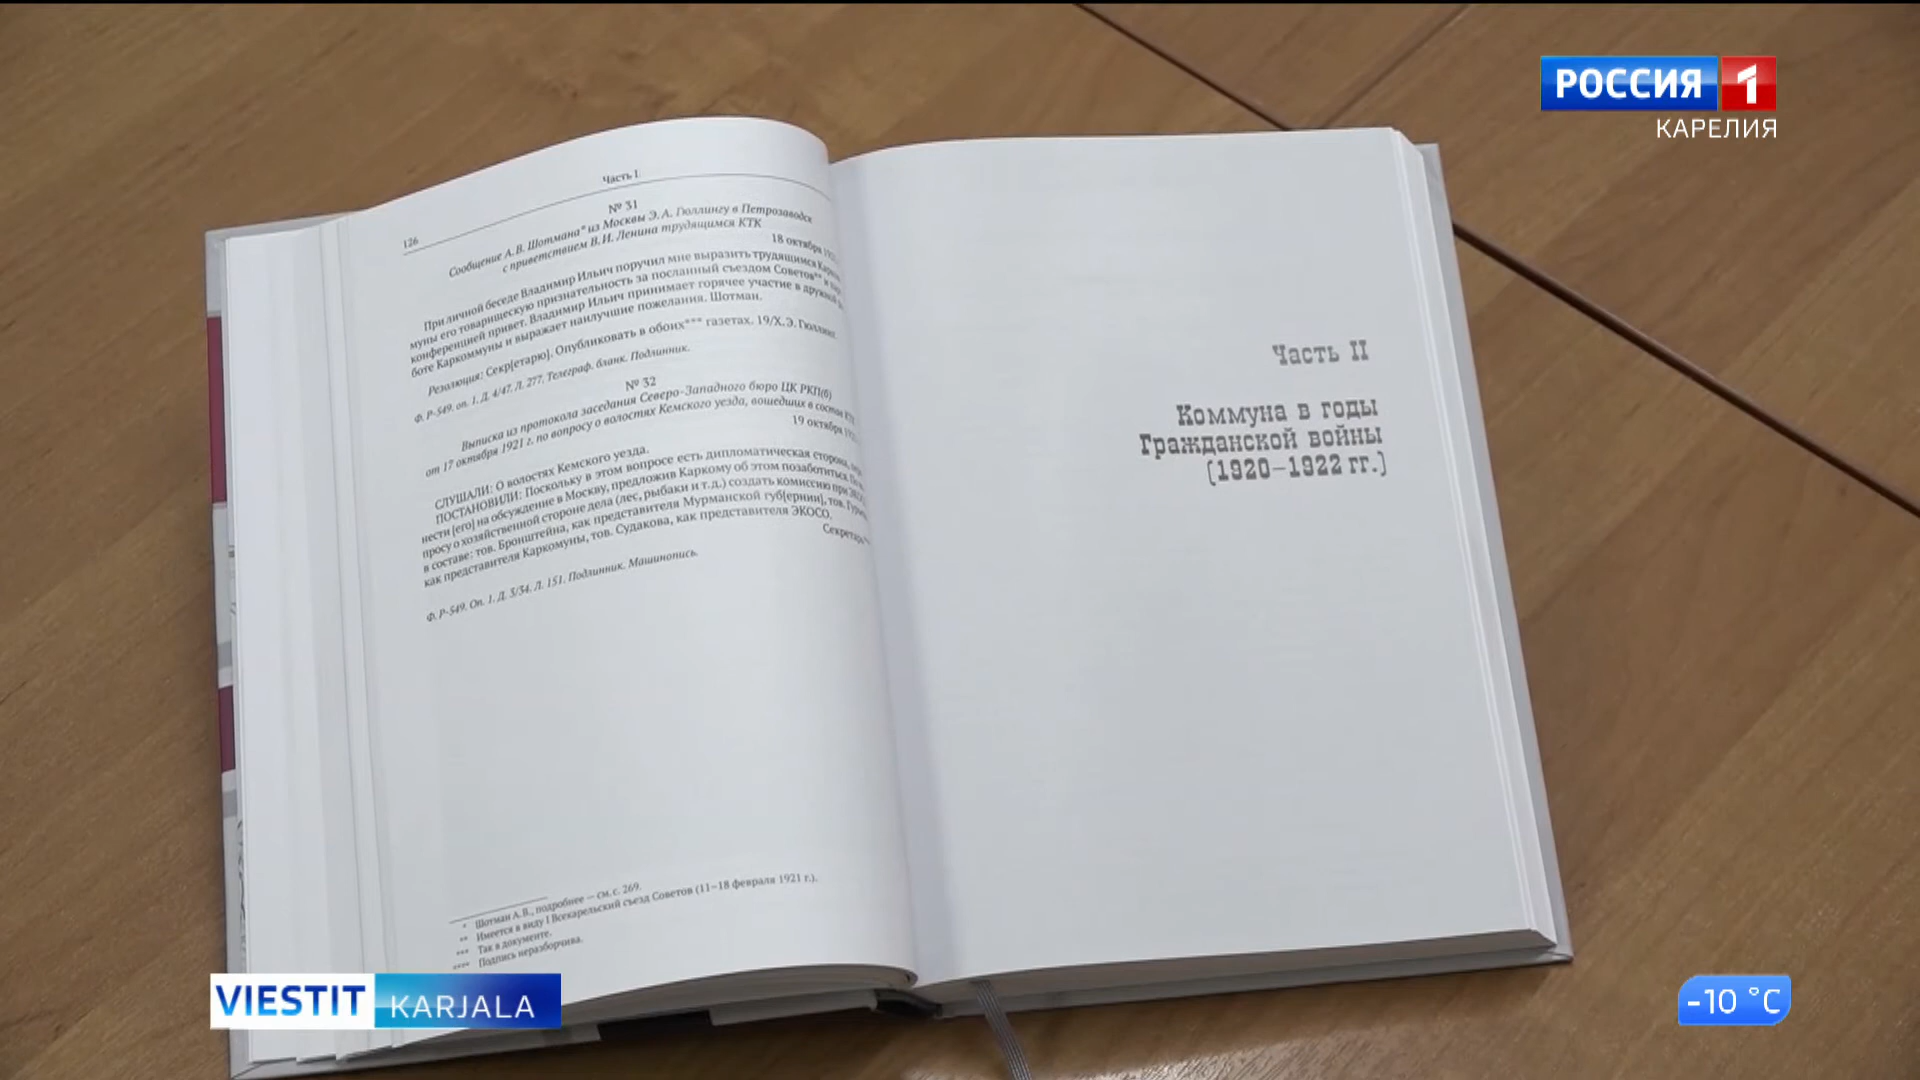 РОССИЯ 1
КАРЕЛИЯ
Часть I
126
№ 31
Сообщение А. В. Шотмана* из Москвы Э. А. Гюллингу в Петрозаводск
с приветствием В. И. Ленина трудящимся КТК
18 октября
При личной беседе Владимир Ильич поручил мне выразить трудящимся
муны его товарищескую признательность за посланный съездом Советов** и
конференцией привет. Владимир Ильич принимает горячее участие в дружной
боте Каркоммуны и выражает наилучшие пожелания. Шотман.
Резолюция: Секр[етарю]. Опубликовать в обоих*** газетах. 19/X. Э. Гюллинг.
Ф. Р-549. оп. 1. Д. 4/47. Л. 277. Телеграф. бланк. Подлинник.
№ 32
Выписка из протокола заседания Северо-Западного бюро ЦК РКП(б)
от 17 октября 1921 г. по вопросу о волостях Кемского уезда, вошедших в состав КТК
19 октября
СЛУШАЛИ: О волостях Кемского уезда.
ПОСТАНОВИЛИ: Поскольку в этом вопросе есть дипломатическая сторона,
нести [его] на обсуждение в Москву, предложив Каркому об этом позаботиться.
просу о хозяйственной стороне дела (лес, рыбаки и т. д.) создать комиссию при ЭКОСО
в составе: тов. Бронштейна, как представителя Мурманской губ[ернии], тов.
как представителя Каркомуны, тов. Судакова, как представителя ЭКОСО.
Секретарь
Ф. Р-549. Оп. 1. Д. 3/34. Л. 151. Подлинник. Машинопись.
* Шотман А. В., подробнее — см. с. 269.
** Имеется в виду I Всекарельский съезд Советов (11–18 февраля 1921 г.).
*** Так в документе.
**** Подпись неразборчива.
Часть II
Коммуна в годы
Гражданской войны
(1920–1922 гг.)
VIESTIT KARJALA
-10 °C